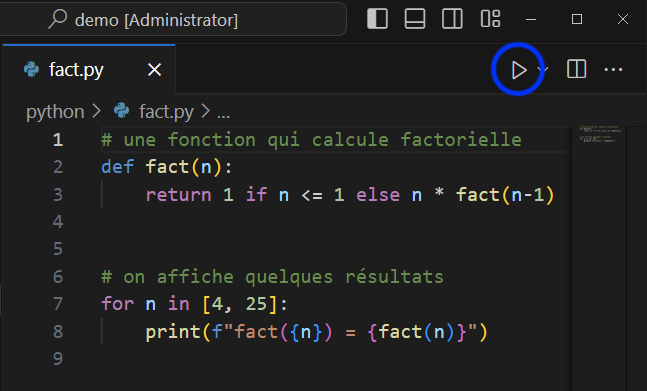 demo [Administrator]
fact.py
python > fact.py > ...
1 # une fonction qui calcule factorielle
2 def fact(n):
3     return 1 if n <= 1 else n * fact(n-1)
4
5
6 # on affiche quelques résultats
7 for n in [4, 25]:
8     print(f"fact({n}) = {fact(n)}")
9